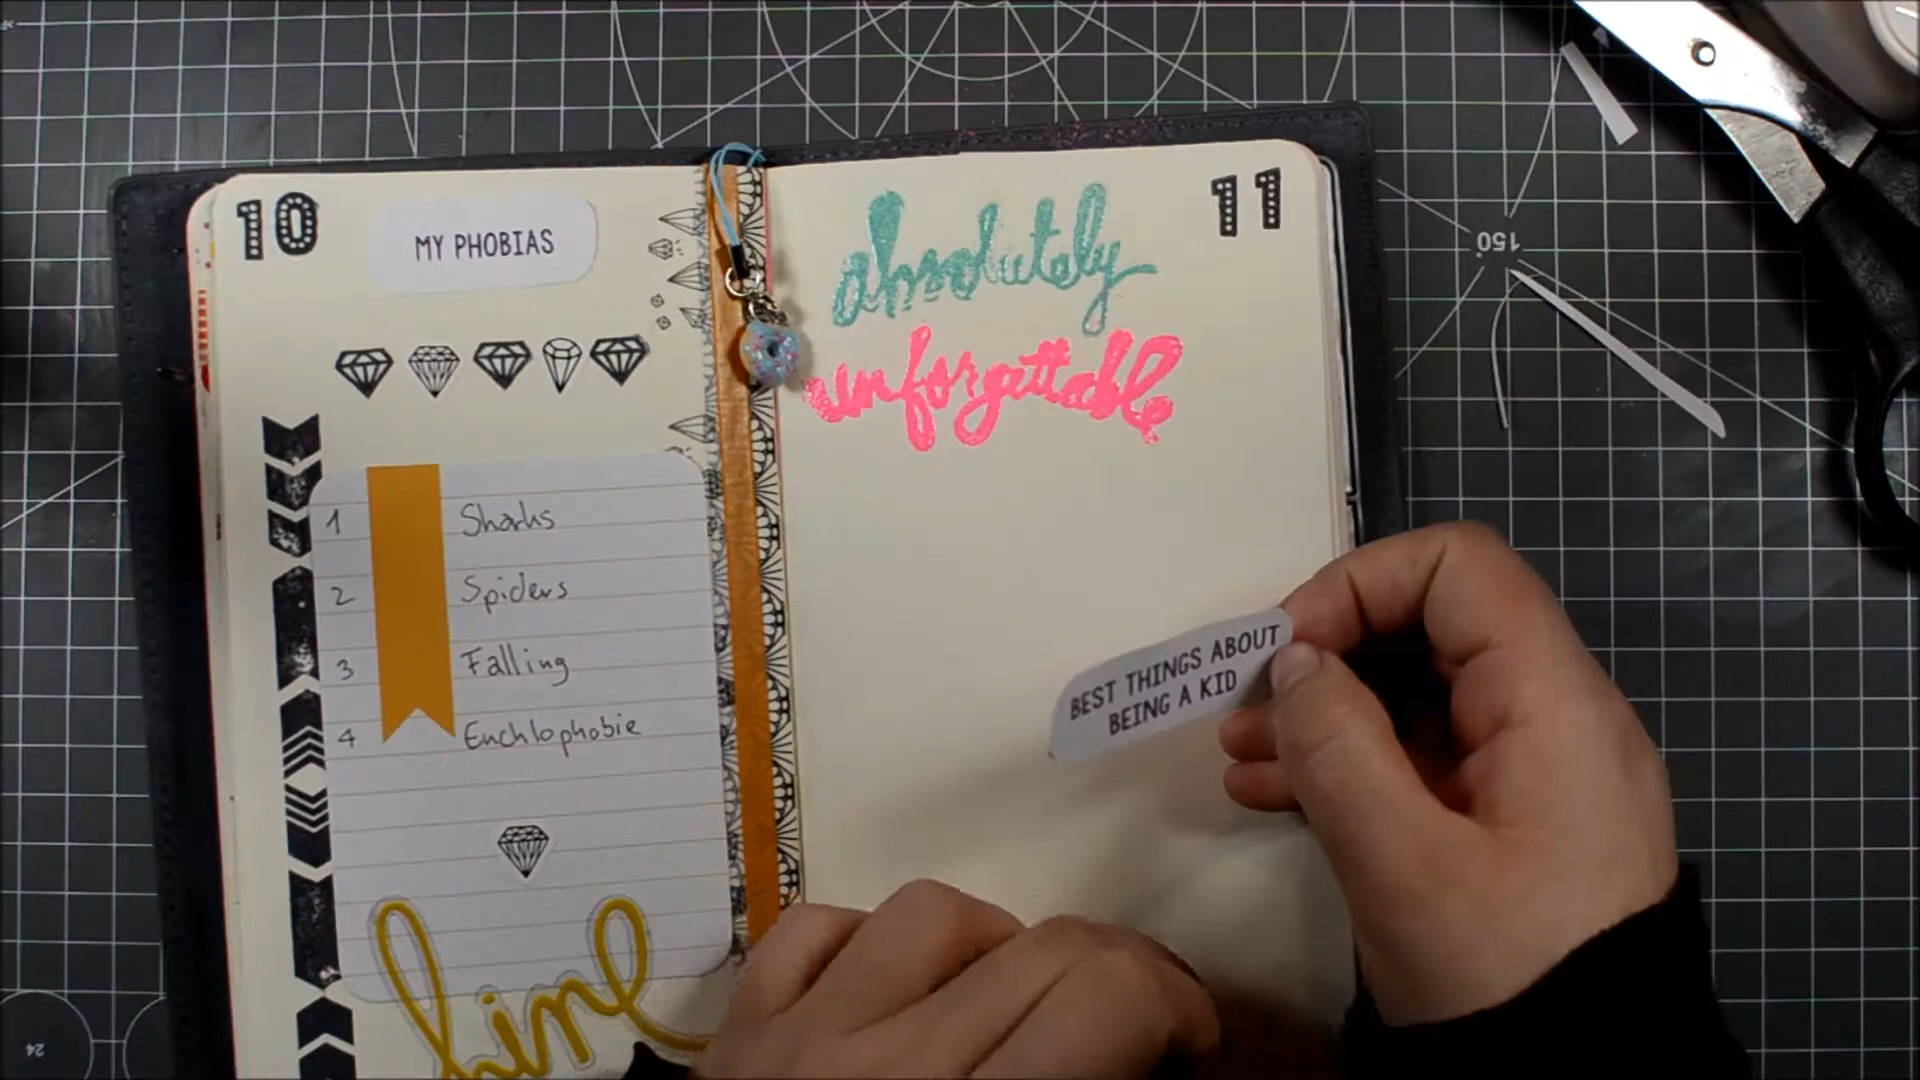 10
MY PHOBIAS
1 Sharks
2 Spiders
3 Falling
4 Enchlophobie
11
absolutely
unforgettable
BEST THINGS ABOUT
BEING A KID
150
24